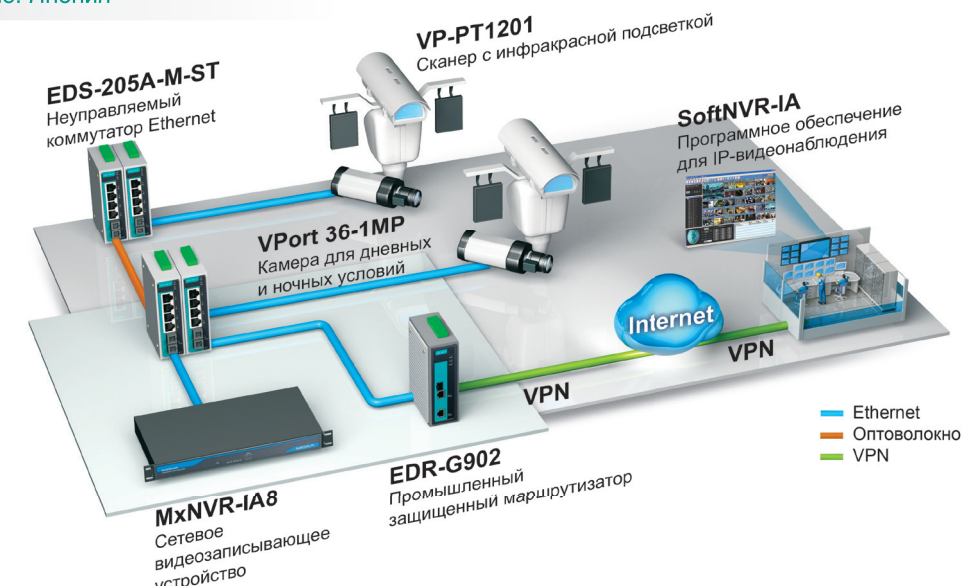 VP-PT1201
Сканер с инфракрасной подсветкой
EDS-205A-M-ST
Неуправляемый
коммутатор Ethernet
SoftNVR-IA
Программное обеспечение
для IP-видеонаблюдения
VPort 36-1MP
Камера для дневных
и ночных условий
Internet
VPN
VPN
Ethernet
Оптоволокно
VPN
EDR-G902
Промышленный
защищенный маршрутизатор
MxNVR-IA8
Сетевое
видеозаписывающее
устройство